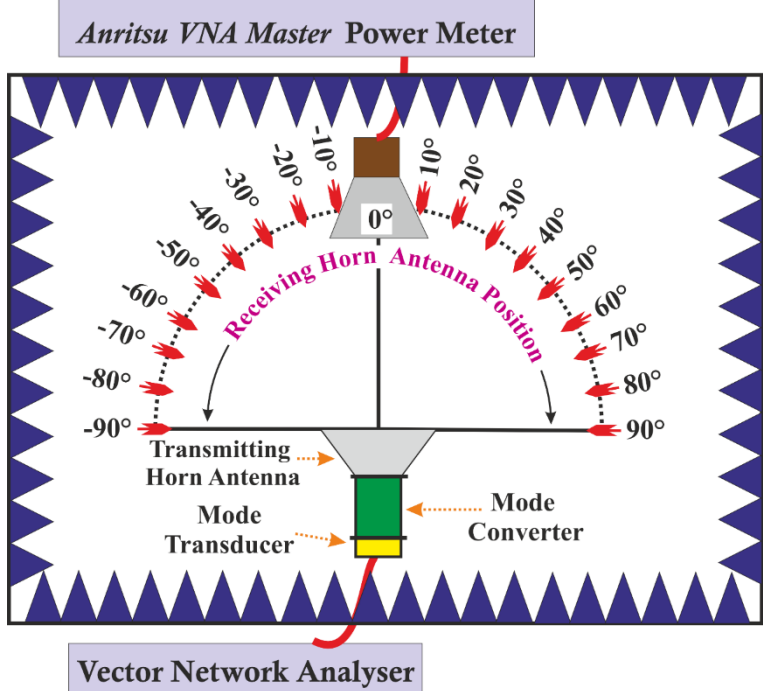 Anritsu VNA Master Power Meter
-10°
-20°
-30°
-40°
-50°
-60°
-70°
-80°
-90°
0°
10°
20°
30°
40°
50°
60°
70°
80°
90°
Receiving Horn Antenna Position
Transmitting
Horn Antenna
Mode
Transducer
Mode
Converter
Vector Network Analyser